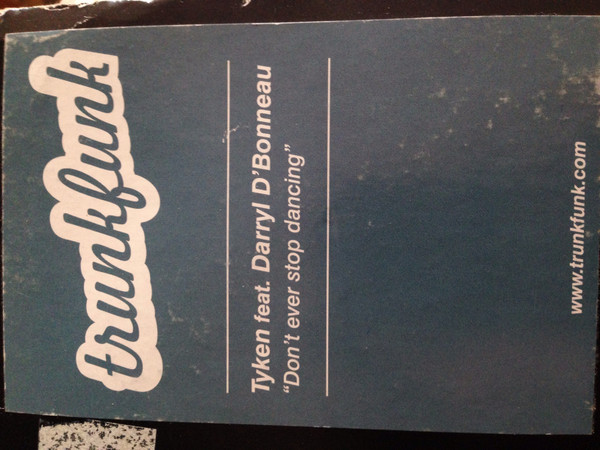 trunkfunk
Tyken feat. Darryl D'Bonneau
"Don't ever stop dancing"
www.trunkfunk.com